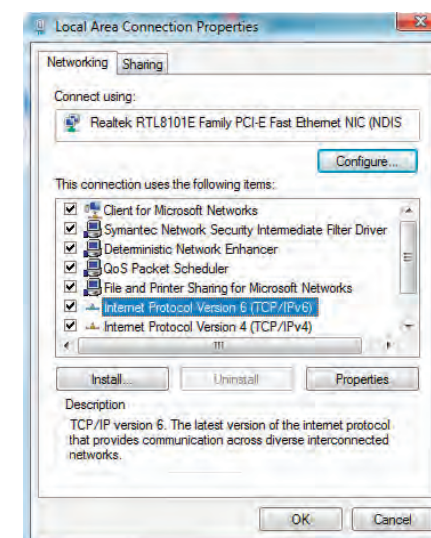 Local Area Connection Properties
Networking Sharing
Connect using:
Realtek RTL8101E Family PCI-E Fast Ethernet NIC (NDIS
Configure...
This connection uses the following items:
Client for Microsoft Networks
Symantec Network Security Intermediate Filter Driver
Deterministic Network Enhancer
QoS Packet Scheduler
File and Printer Sharing for Microsoft Networks
Internet Protocol Version 6 (TCP/IPv6)
Internet Protocol Version 4 (TCP/IPv4)
Install... Uninstall Properties
Description
TCP/IP version 6. The latest version of the internet protocol
that provides communication across diverse interconnected
networks.
OK Cancel